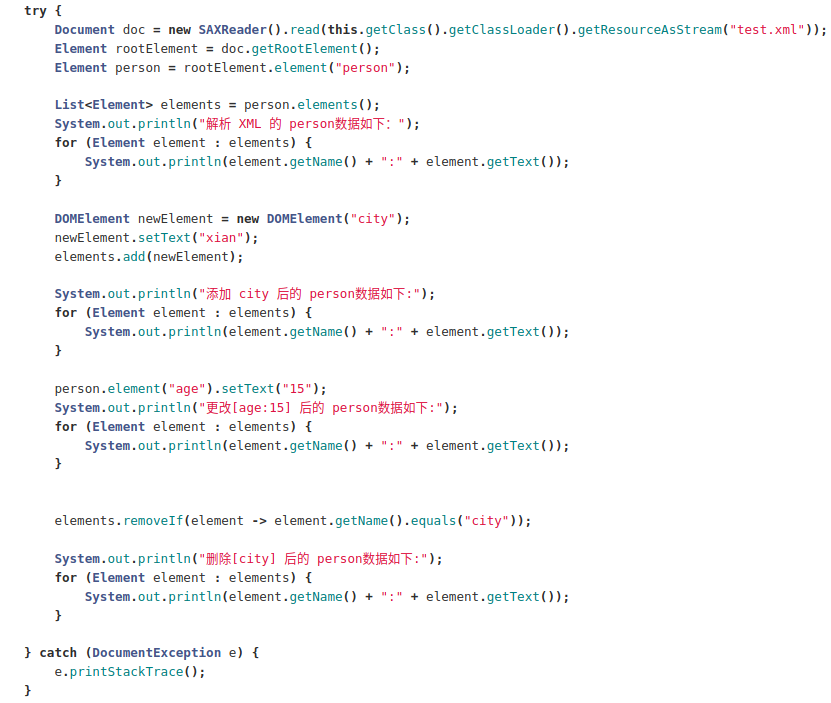 try {
    Document doc = new SAXReader().read(this.getClass().getClassLoader().getResourceAsStream("test.xml"));
    Element rootElement = doc.getRootElement();
    Element person = rootElement.element("person");

    List<Element> elements = person.elements();
    System.out.println("解析 XML 的 person数据如下：");
    for (Element element : elements) {
        System.out.println(element.getName() + ":" + element.getText());
    }

    DOMElement newElement = new DOMElement("city");
    newElement.setText("xian");
    elements.add(newElement);

    System.out.println("添加 city 后的 person数据如下:");
    for (Element element : elements) {
        System.out.println(element.getName() + ":" + element.getText());
    }

    person.element("age").setText("15");
    System.out.println("更改[age:15] 后的 person数据如下:");
    for (Element element : elements) {
        System.out.println(element.getName() + ":" + element.getText());
    }


    elements.removeIf(element -> element.getName().equals("city"));

    System.out.println("删除[city] 后的 person数据如下:");
    for (Element element : elements) {
        System.out.println(element.getName() + ":" + element.getText());
    }

} catch (DocumentException e) {
    e.printStackTrace();
}